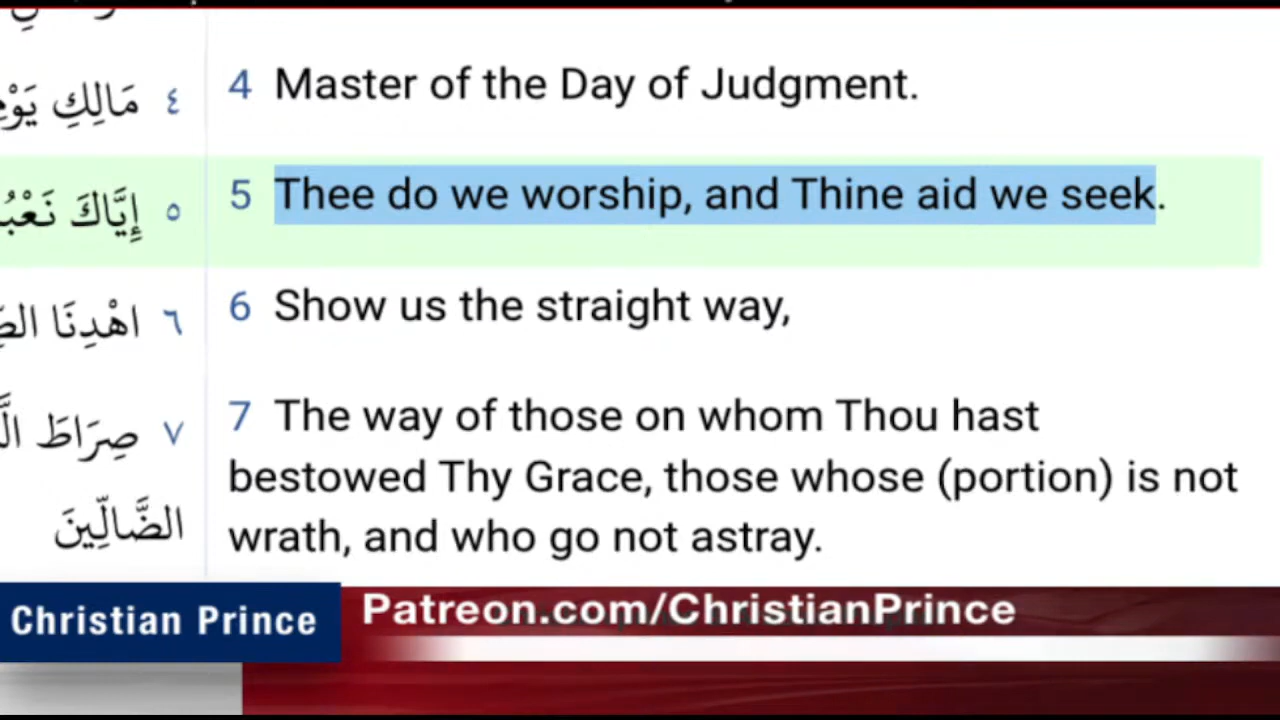 ٤ مَالِكِ
4 Master of the Day of Judgment.
٥ إِيَّاكَ
5 Thee do we worship, and Thine aid we seek.
٦ اهْدِنَا
6 Show us the straight way,
٧ صِرَاطَ
7 The way of those on whom Thou hast
bestowed Thy Grace, those whose (portion) is not
الضَّالِّينَ
wrath, and who go not astray.
Christian Prince
Patreon.com/ChristianPrince